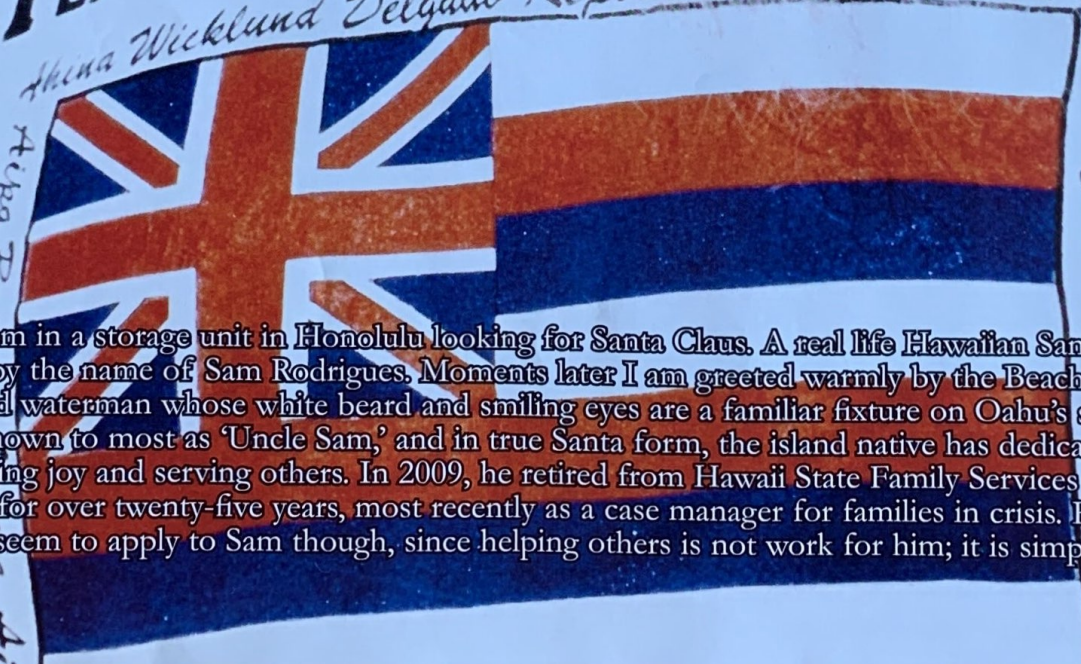 Ahina Wicklund Delgado
m in a storage unit in Honolulu looking for Santa Claus. A real life Hawaiian San
by the name of Sam Rodrigues. Moments later I am greeted warmly by the Beach
d waterman whose white beard and smiling eyes are a familiar fixture on Oahu's
own to most as 'Uncle Sam,' and in true Santa form, the island native has dedica
ing joy and serving others. In 2009, he retired from Hawaii State Family Services
for over twenty-five years, most recently as a case manager for families in crisis.
seem to apply to Sam though, since helping others is not work for him; it is simp